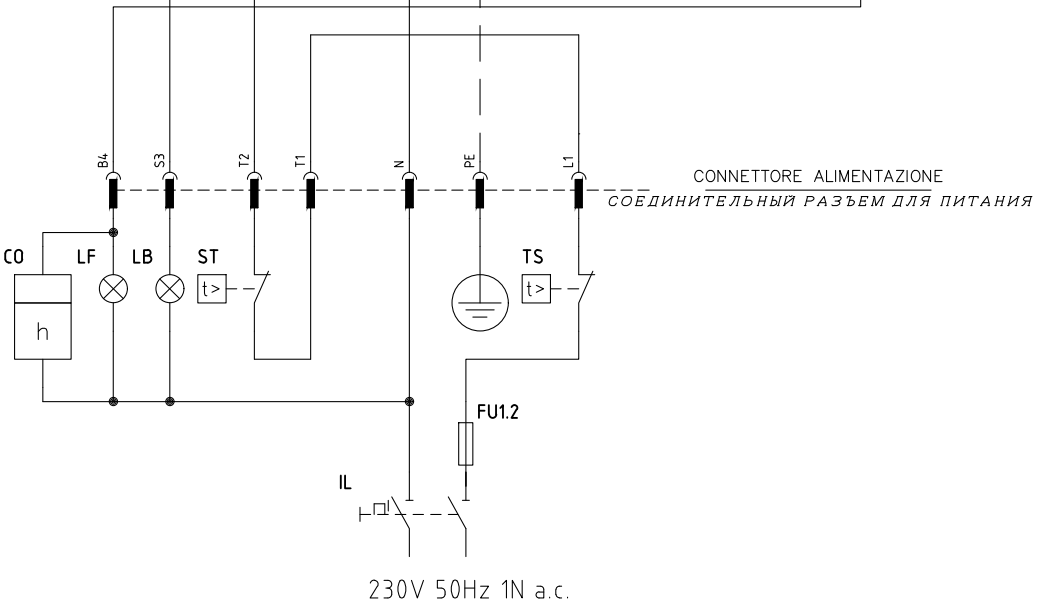 B4 S3 T2 T1 N PE L1
CONNETTORE ALIMENTAZIONE
СОЕДИНИТЕЛЬНЫЙ РАЗЪЕМ ДЛЯ ПИТАНИЯ
CO LF LB ST TS
t> t>
h
FU1.2
IL
230V 50Hz 1N a.c.